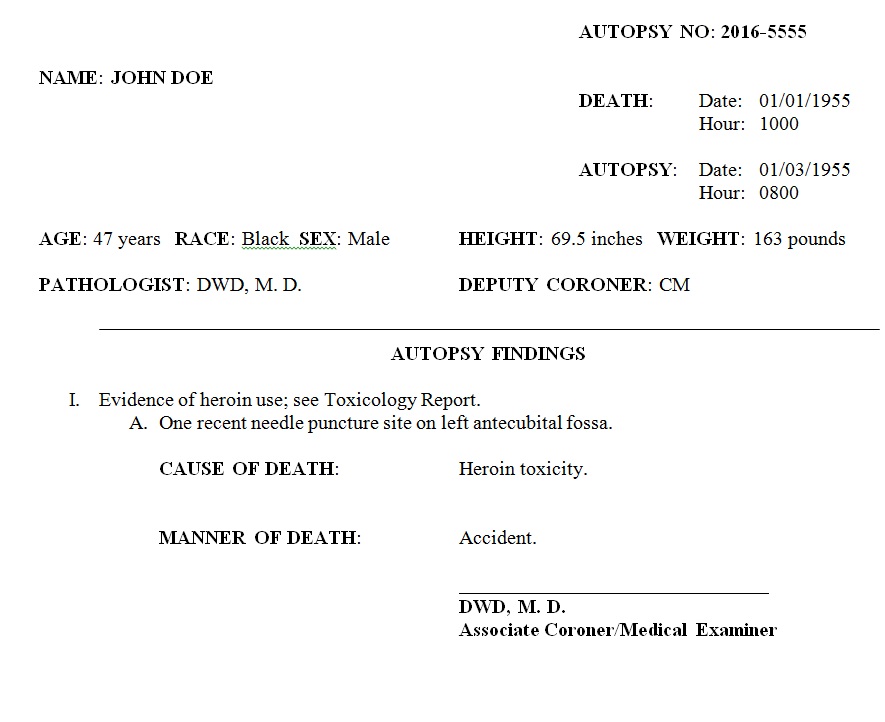 AUTOPSY NO: 2016-5555
NAME: JOHN DOE
DEATH: Date: 01/01/1955
Hour: 1000
AUTOPSY: Date: 01/03/1955
Hour: 0800
AGE: 47 years RACE: Black SEX: Male HEIGHT: 69.5 inches WEIGHT: 163 pounds
PATHOLOGIST: DWD, M. D. DEPUTY CORONER: CM
AUTOPSY FINDINGS
I. Evidence of heroin use; see Toxicology Report.
A. One recent needle puncture site on left antecubital fossa.
CAUSE OF DEATH: Heroin toxicity.
MANNER OF DEATH: Accident.
DWD, M. D.
Associate Coroner/Medical Examiner